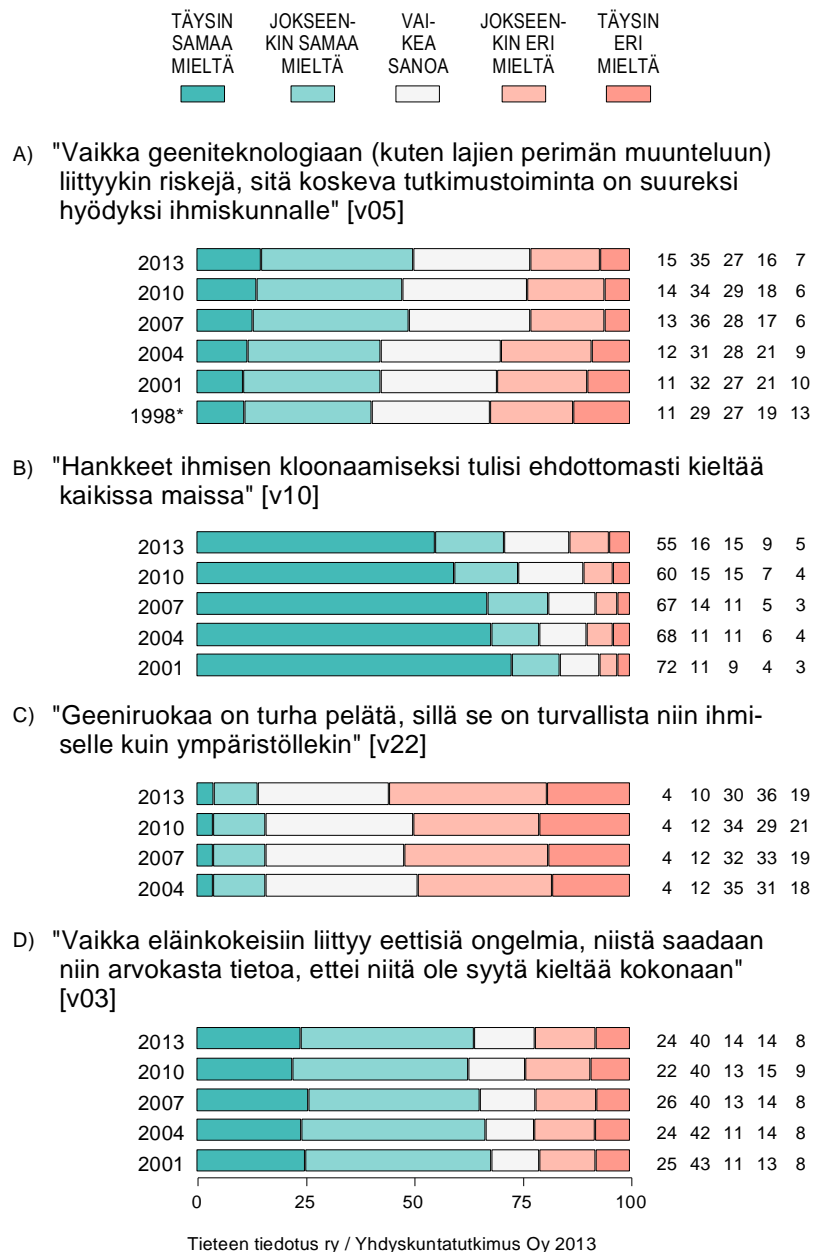 TÄYSIN JOKSEEN- VAI- JOKSEEN- TÄYSIN
SAMAA KIN SAMAA KEA KIN ERI ERI
MIELTÄ MIELTÄ SANOA MIELTÄ MIELTÄ
A) "Vaikka geeniteknologiaan (kuten lajien perimän muunteluun)
liittyykin riskejä, sitä koskeva tutkimustoiminta on suureksi
hyödyksi ihmiskunnalle" [v05]
2013 15 35 27 16 7
2010 14 34 29 18 6
2007 13 36 28 17 6
2004 12 31 28 21 9
2001 11 32 27 21 10
1998* 11 29 27 19 13
B) "Hankkeet ihmisen kloonaamiseksi tulisi ehdottomasti kieltää
kaikissa maissa" [v10]
2013 55 16 15 9 5
2010 60 15 15 7 4
2007 67 14 11 5 3
2004 68 11 11 6 4
2001 72 11 9 4 3
C) "Geeniruokaa on turha pelätä, sillä se on turvallista niin ihmi-
selle kuin ympäristöllekin" [v22]
2013 4 10 30 36 19
2010 4 12 34 29 21
2007 4 12 32 33 19
2004 4 12 35 31 18
D) "Vaikka eläinkokeisiin liittyy eettisiä ongelmia, niistä saadaan
niin arvokasta tietoa, ettei niitä ole syytä kieltää kokonaan"
[v03]
2013 24 40 14 14 8
2010 22 40 13 15 9
2007 26 40 13 14 8
2004 24 42 11 14 8
2001 25 43 11 13 8
0 25 50 75 100
Tieteen tiedotus ry / Yhdyskuntatutkimus Oy 2013